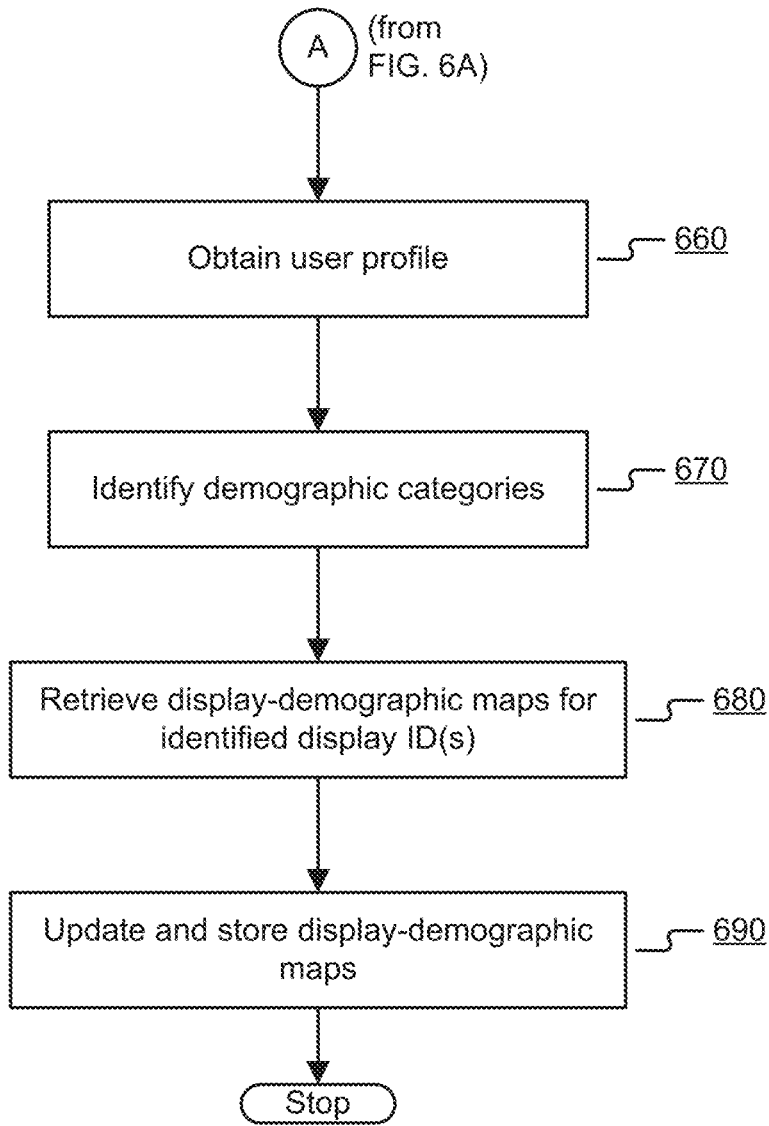 A
(from
FIG. 6A)
Obtain user profile
660
Identify demographic categories
670
Retrieve display-demographic maps for
identified display ID(s)
680
Update and store display-demographic
maps
690
Stop